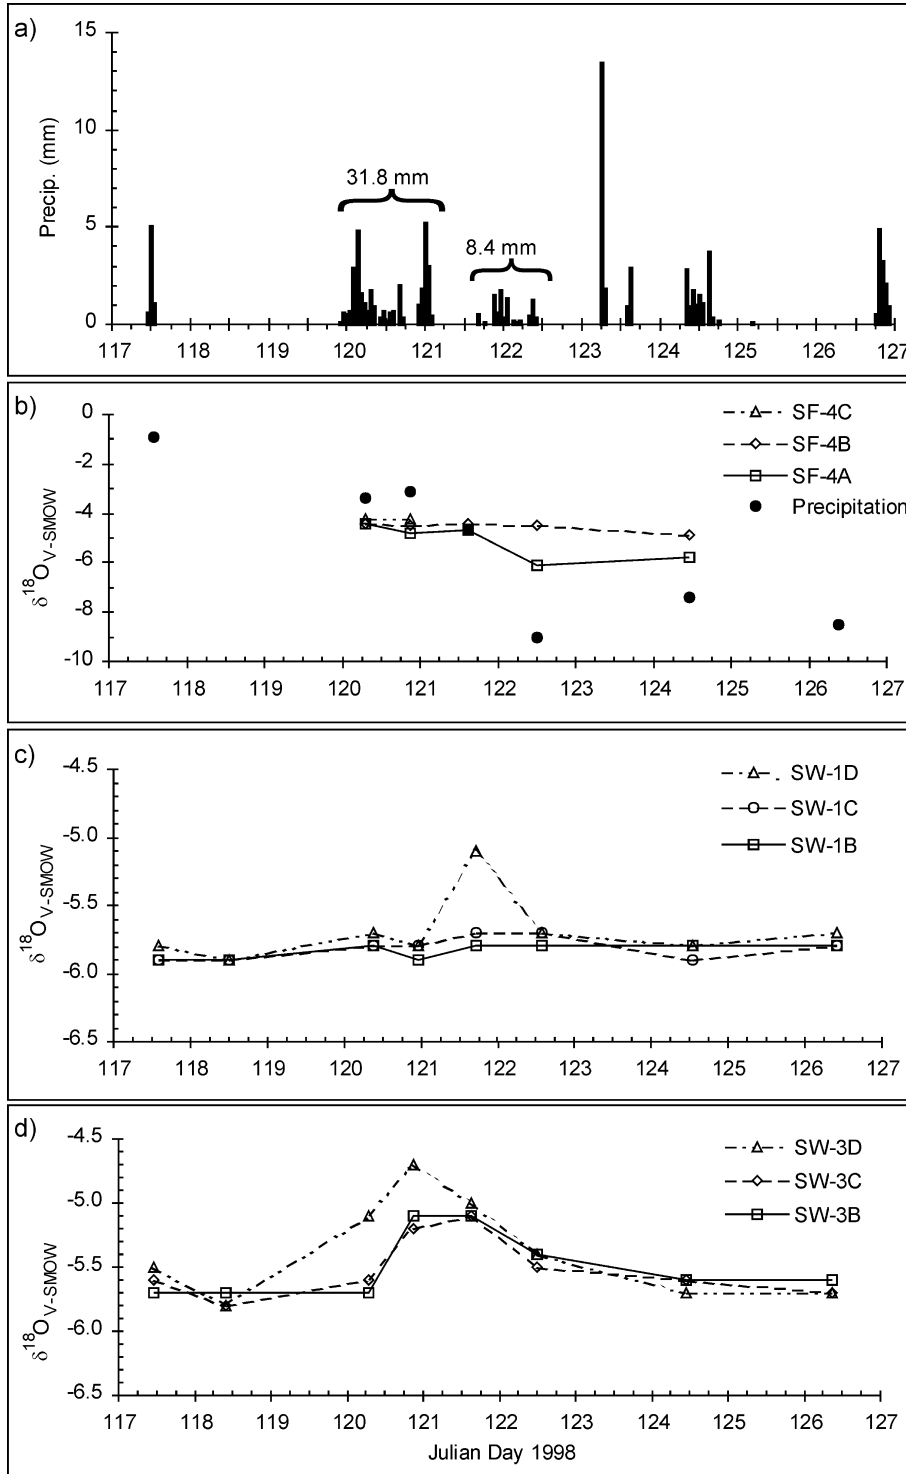 a)
Precip. (mm)
15
10
5
0
31.8 mm
8.4 mm
117 118 119 120 121 122 123 124 125 126 127
b)
δ18OV-SMOW
0
-2
-4
-6
-8
-10
SF-4C
SF-4B
SF-4A
Precipitation
117 118 119 120 121 122 123 124 125 126 127
c)
δ18OV-SMOW
-4.5
-5.0
-5.5
-6.0
-6.5
SW-1D
SW-1C
SW-1B
117 118 119 120 121 122 123 124 125 126 127
d)
δ18OV-SMOW
-4.5
-5.0
-5.5
-6.0
-6.5
SW-3D
SW-3C
SW-3B
117 118 119 120 121 122 123 124 125 126 127
Julian Day 1998